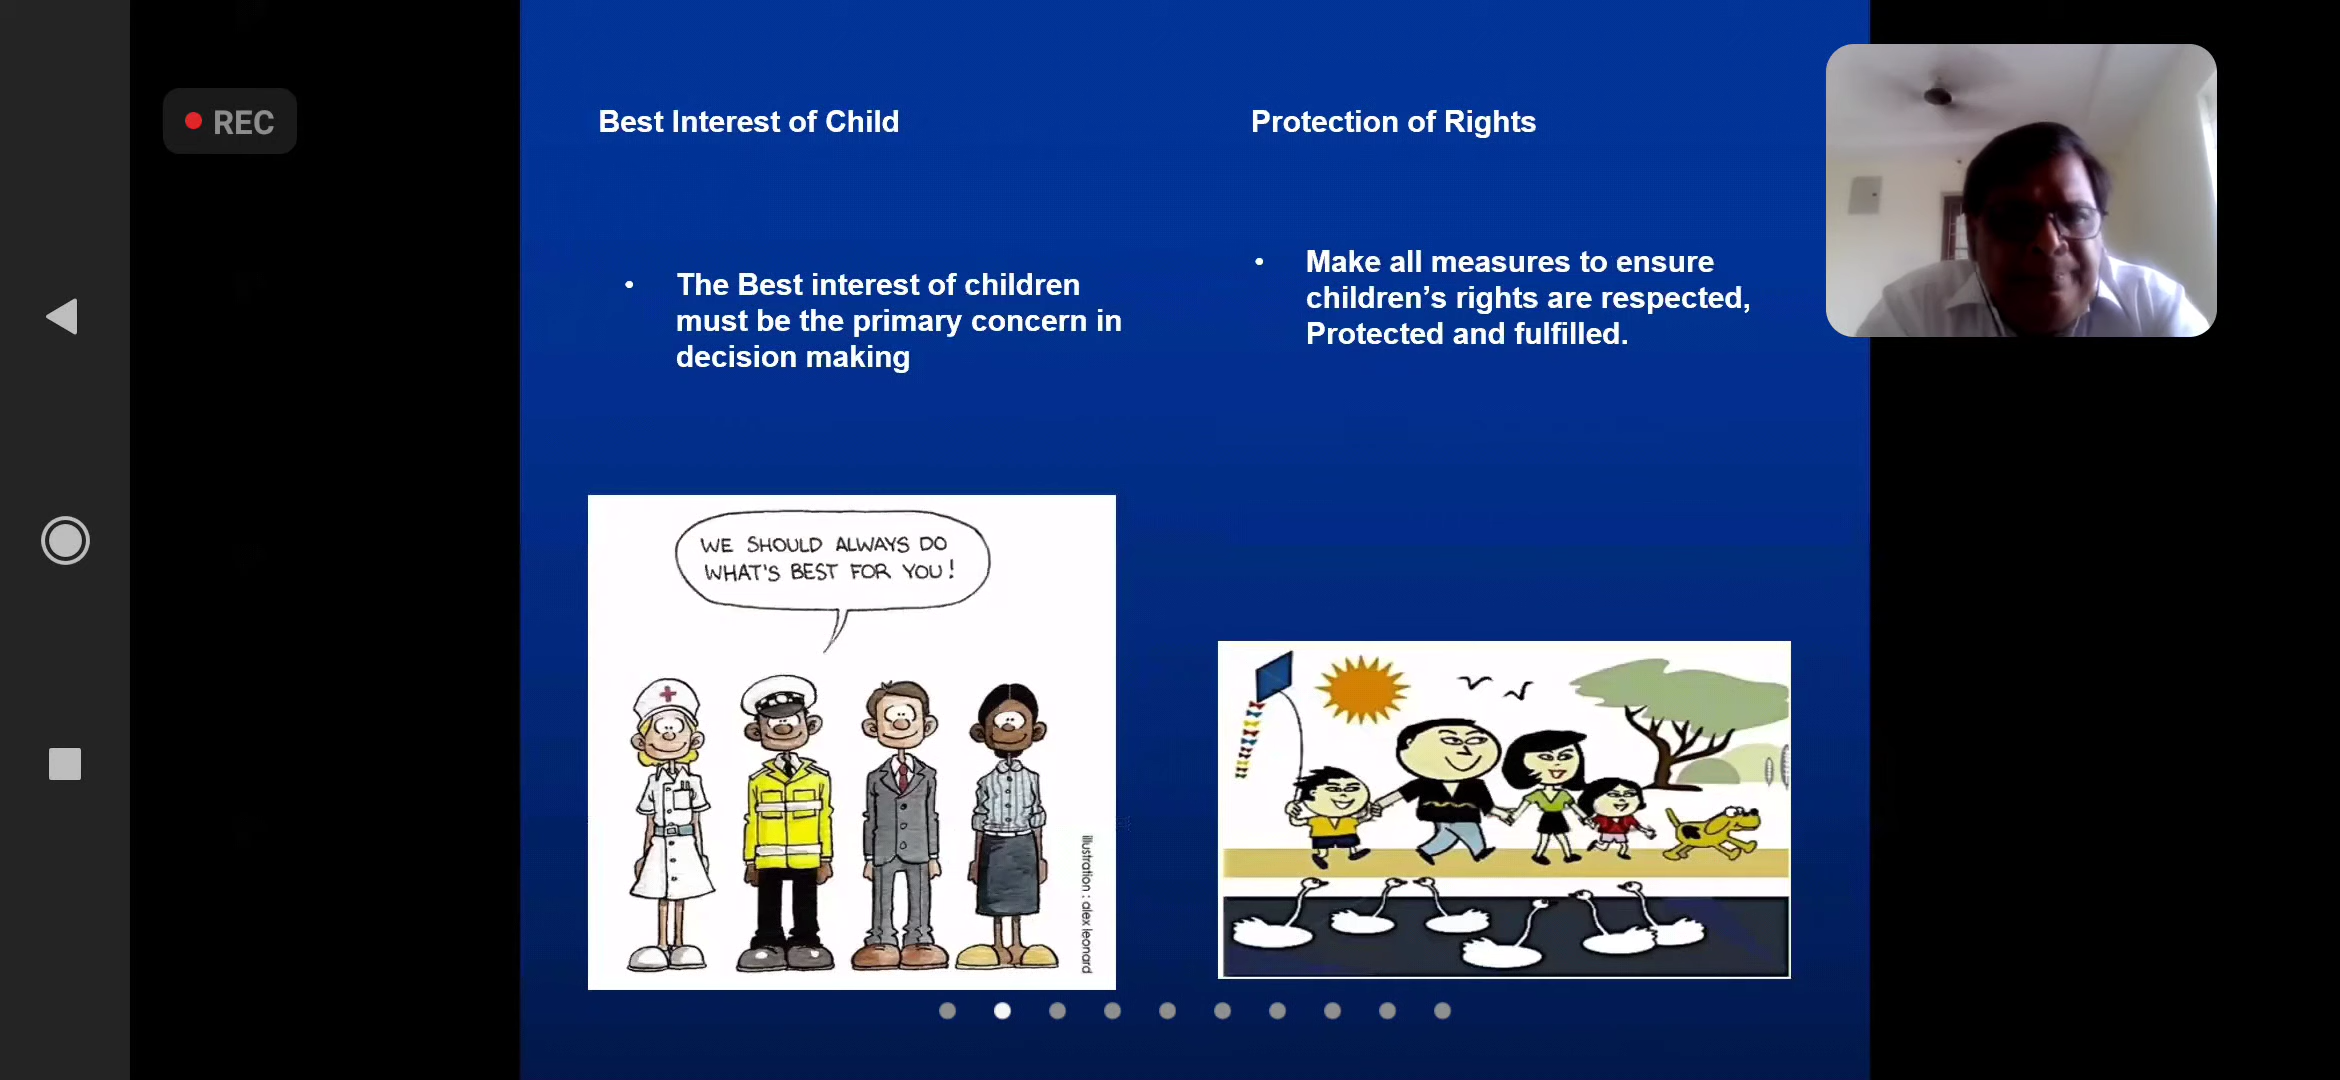 REC
Best Interest of Child
• The Best interest of children
must be the primary concern in
decision making
Protection of Rights
• Make all measures to ensure
children’s rights are respected,
Protected and fulfilled.
WE SHOULD ALWAYS DO
WHAT'S BEST FOR YOU!
illustration : alex leonard